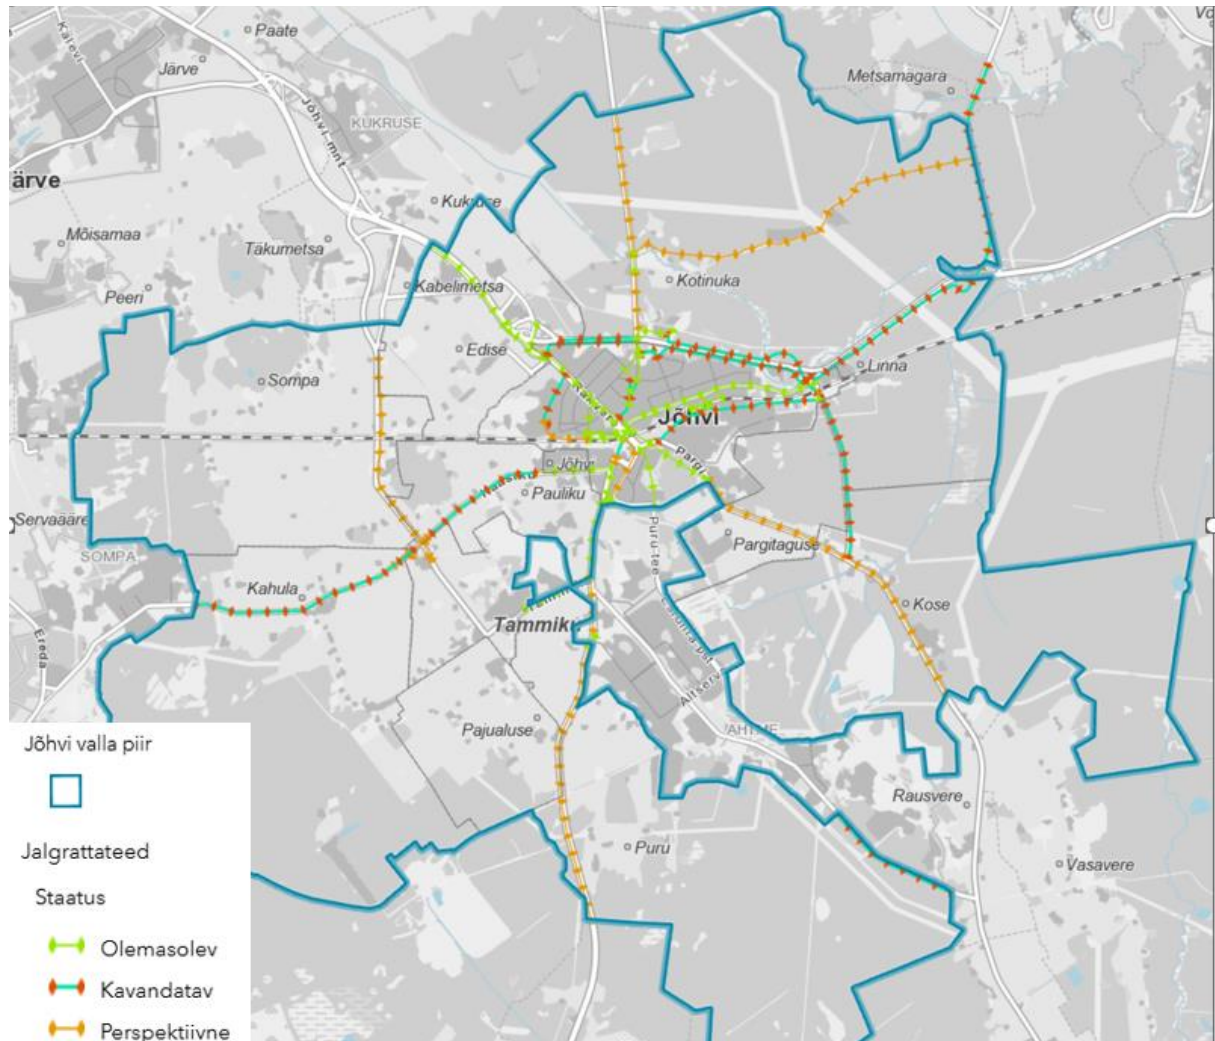 Paate
Vo
Kalevi
Järve
Metsamägara
Jõhvi mnt
KUKRUSE
ärve
Kukruse
Mõisamaa
Täkumetsa
Kabelimetsa
Kotinuka
Peeri
Edise
Linna
Sompa
Jõhvi
Pargi
Jõhvi
Pauliku
Servaääre
Puru tee
Pargitaguse
SOMPA
Kahula
Kose
Tammiku
Ereda
Pajualuse
AHTME
Rausvere
Puru
Vasavere
Jõhvi valla piir
Jalgrattateed
Staatus
Olemasolev
Kavandatav
Perspektiivne